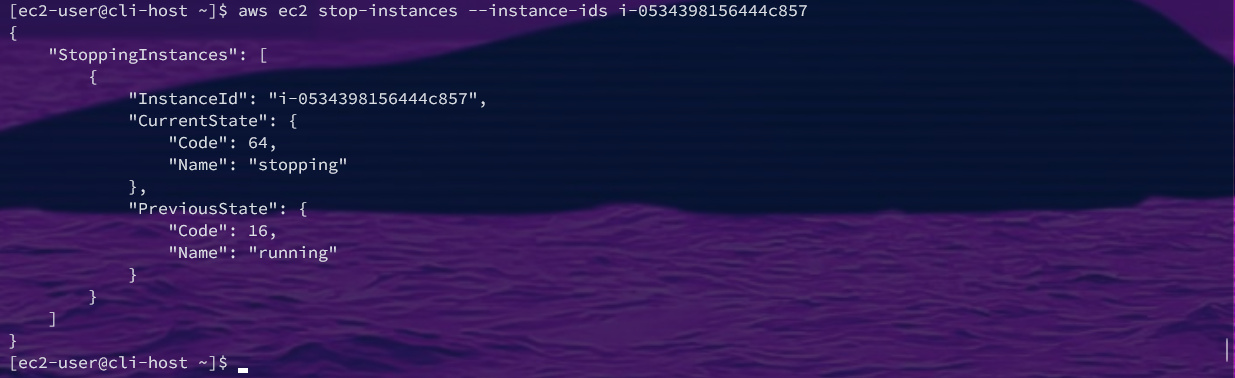 [ec2-user@cli-host ~]$ aws ec2 stop-instances --instance-ids i-0534398156444c857
{
    "StoppingInstances": [
        {
            "InstanceId": "i-0534398156444c857",
            "CurrentState": {
                "Code": 64,
                "Name": "stopping"
            },
            "PreviousState": {
                "Code": 16,
                "Name": "running"
            }
        }
    ]
}
[ec2-user@cli-host ~]$